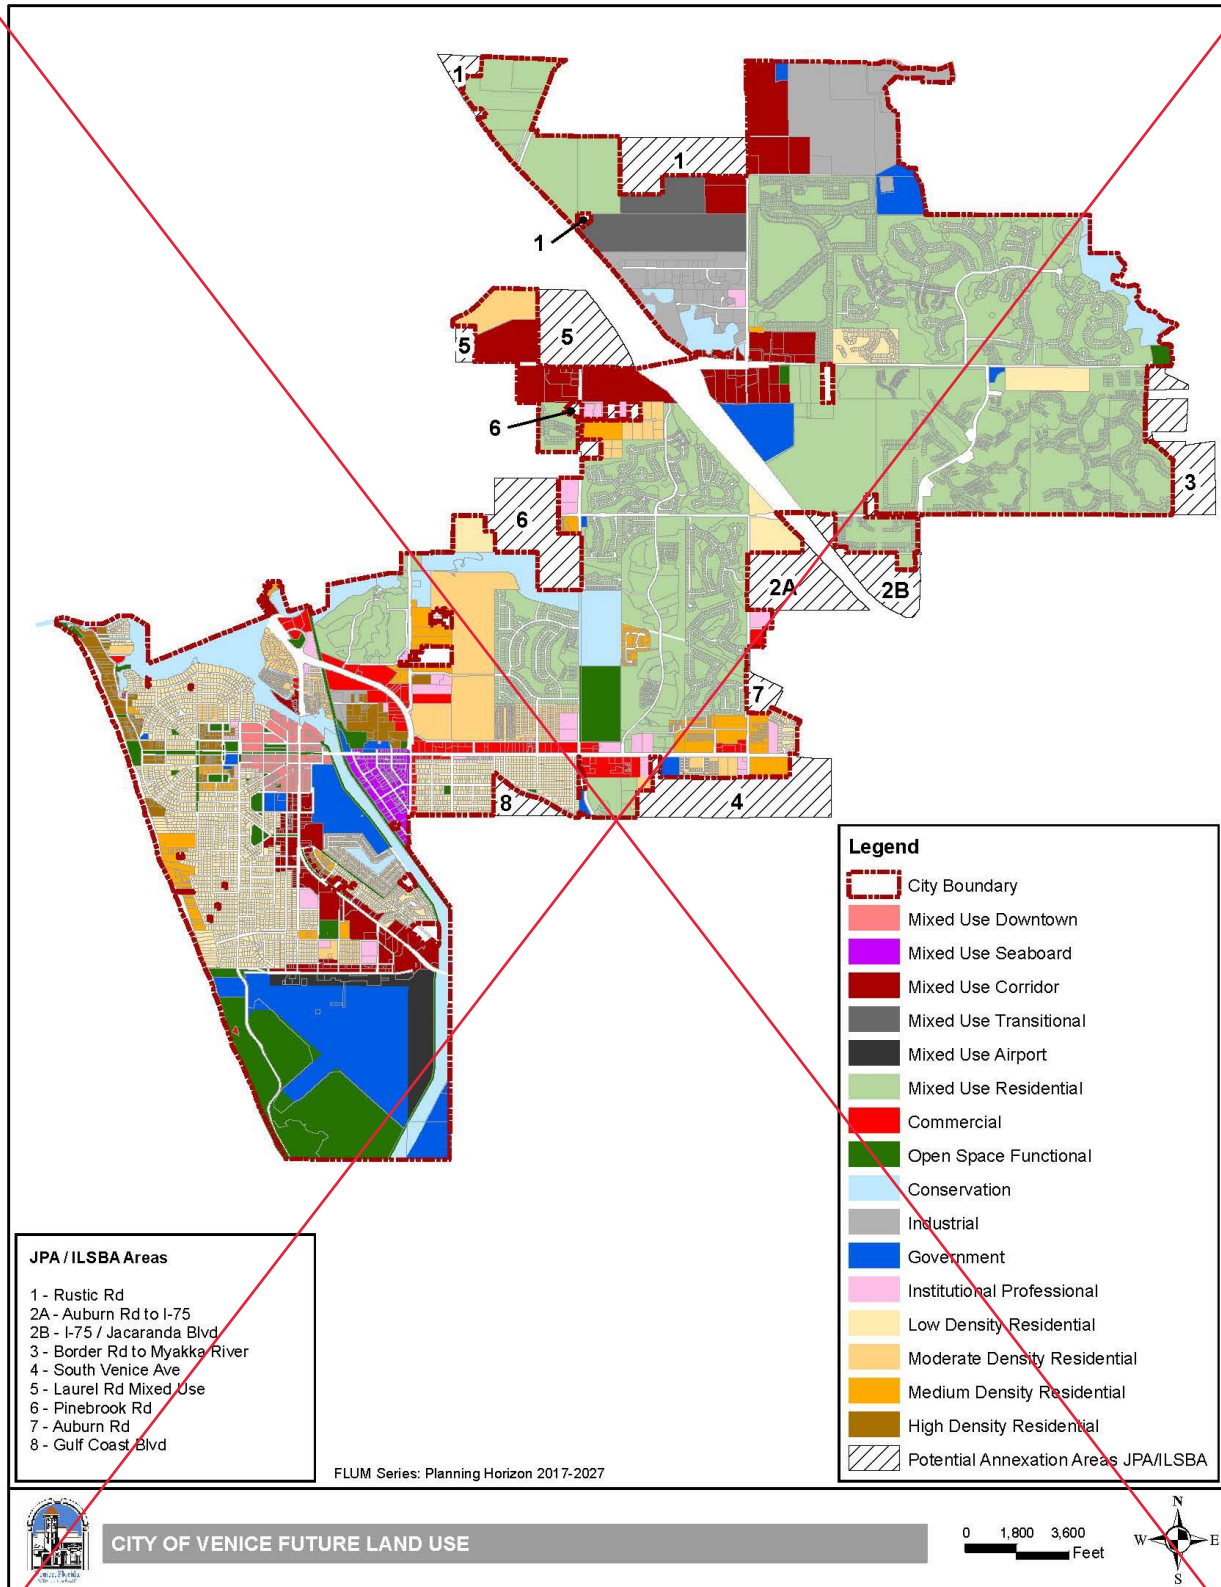 1
1
1
5
5
6
3
6
2A
2B
7
8
4
Legend
City Boundary
Mixed Use Downtown
Mixed Use Seaboard
Mixed Use Corridor
Mixed Use Transitional
Mixed Use Airport
Mixed Use Residential
Commercial
Open Space Functional
Conservation
Industrial
Government
Institutional Professional
Low Density Residential
Moderate Density Residential
Medium Density Residential
High Density Residential
Potential Annexation Areas JPA/ILSBA
JPA / ILSBA Areas
1 - Rustic Rd
2A - Auburn Rd to I-75
2B - I-75 / Jacaranda Blvd
3 - Border Rd to Myakka River
4 - South Venice Ave
5 - Laurel Rd Mixed Use
6 - Pinebrook Rd
7 - Auburn Rd
8 - Gulf Coast Blvd
FLUM Series: Planning Horizon 2017-2027
CITY OF VENICE FUTURE LAND USE
0 1,800 3,600
Feet
N
W E
S
Venice, Florida